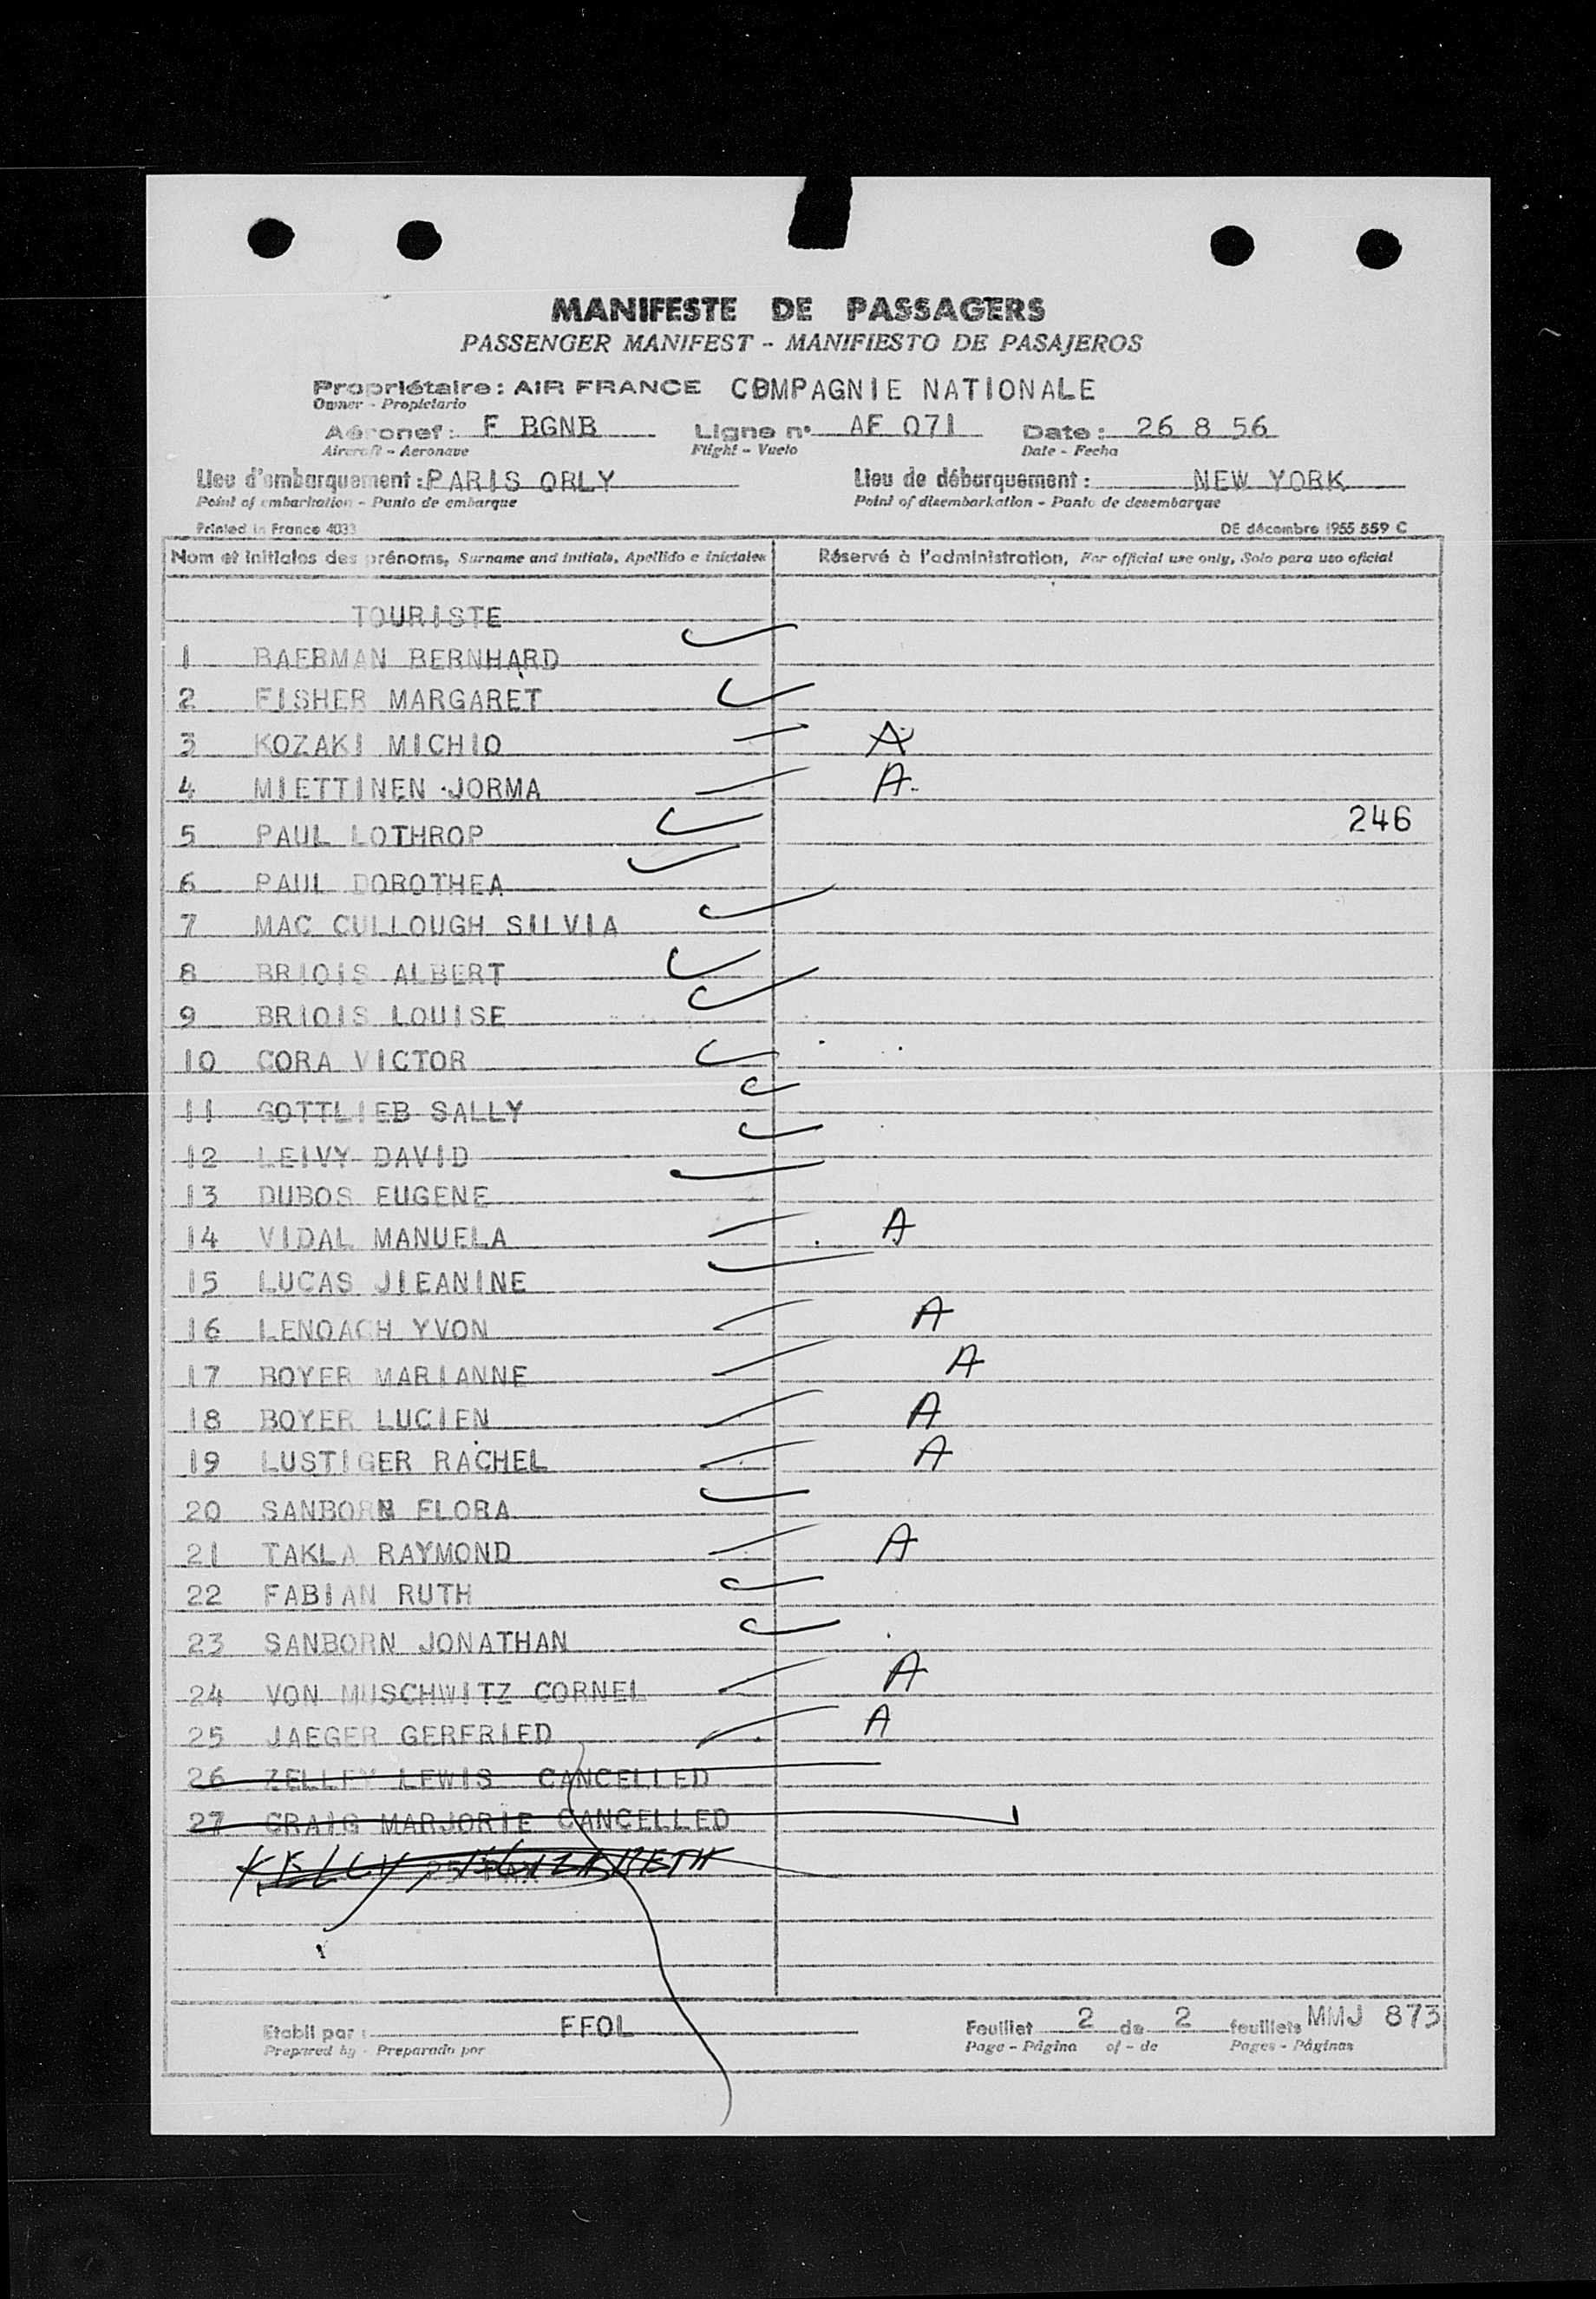 MANIFESTE DE PASSAGERS
PASSENGER MANIFEST - MANIFIESTO DE PASAJEROS
Propriétaire : AIR FRANCE COMPAGNIE NATIONALE
Owner - Propietario
Aéronef : F BGNB Ligne n° AF 071 Date : 26 8 56
Aircraft - Aeronave Flight - Vuelo Date - Fecha
Lieu d'embarquement : PARIS ORLY Lieu de débarquement : NEW YORK
Point of embarkation - Punto de embarque Point of disembarkation - Punto de desembarque
Printed in France 4033 DE décembre 1955 559 C
Nom et initiales des prénoms, Surname and initials, Apellido e iniciales Réservé à l'administration, For official use only, Solo para uso oficial
TOURISTE
1 BAERMAN BERNHARD
2 FISHER MARGARET
3 KOZAKI MICHIO A
4 MIETTINEN JORMA A
5 PAUL LOTHROP 246
6 PAUL DOROTHEA
7 MAC CULLOUGH SILVIA
8 BRIOIS ALBERT
9 BRIOIS LOUISE
10 CORA VICTOR
11 GOTTLIEB SALLY
12 LEIVY DAVID
13 DUBOS EUGENE
14 VIDAL MANUELA A
15 LUCAS JIEANINE
16 LENOACH YVON A
17 BOYER MARIANNE A
18 BOYER LUCIEN A
19 LUSTIGER RACHEL A
20 SANBORN FLORA
21 TAKLA RAYMOND A
22 FABIAN RUTH
23 SANBORN JONATHAN
24 VON MUSCHWITZ CORNEL A
25 JAEGER GERFRIED A
26 ZELLEY LEWIS CANCELLED
27 CRAIG MARJORIE CANCELLED
KELLY
Etabli par : FFOL Feuillet 2 de 2 feuillets MMJ 873
Prepared by - Preparado por Page - Página of - de Pages - Páginas